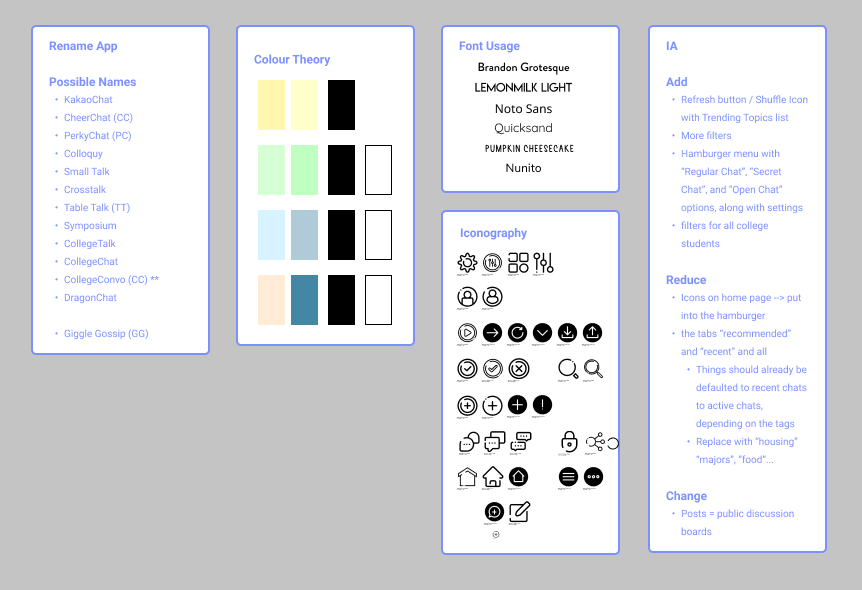 Rename App
Possible Names
• KakaoChat
• CheerChat (CC)
• PerkyChat (PC)
• Colloquy
• Small Talk
• Crosstalk
• Table Talk (TT)
• Symposium
• CollegeTalk
• CollegeChat
• CollegeConvo (CC) **
• DragonChat
• Giggle Gossip (GG)
Colour Theory
Font Usage
Brandon Grotesque
LEMONMILK LIGHT
Noto Sans
Quicksand
PUMPKIN CHEESECAKE
Nunito
Iconography
IA
Add
• Refresh button / Shuffle Icon
with Trending Topics list
• More filters
• Hamburger menu with
“Regular Chat”, “Secret
Chat”, and “Open Chat”
options, along with settings
• filters for all college
students
Reduce
• Icons on home page --> put
into the hamburger
• the tabs “recommended”
and “recent” and all
• Things should already be
defaulted to recent chats
to active chats,
depending on the tags
• Replace with “housing”
“majors”, “food”...
Change
• Posts = public discussion
boards